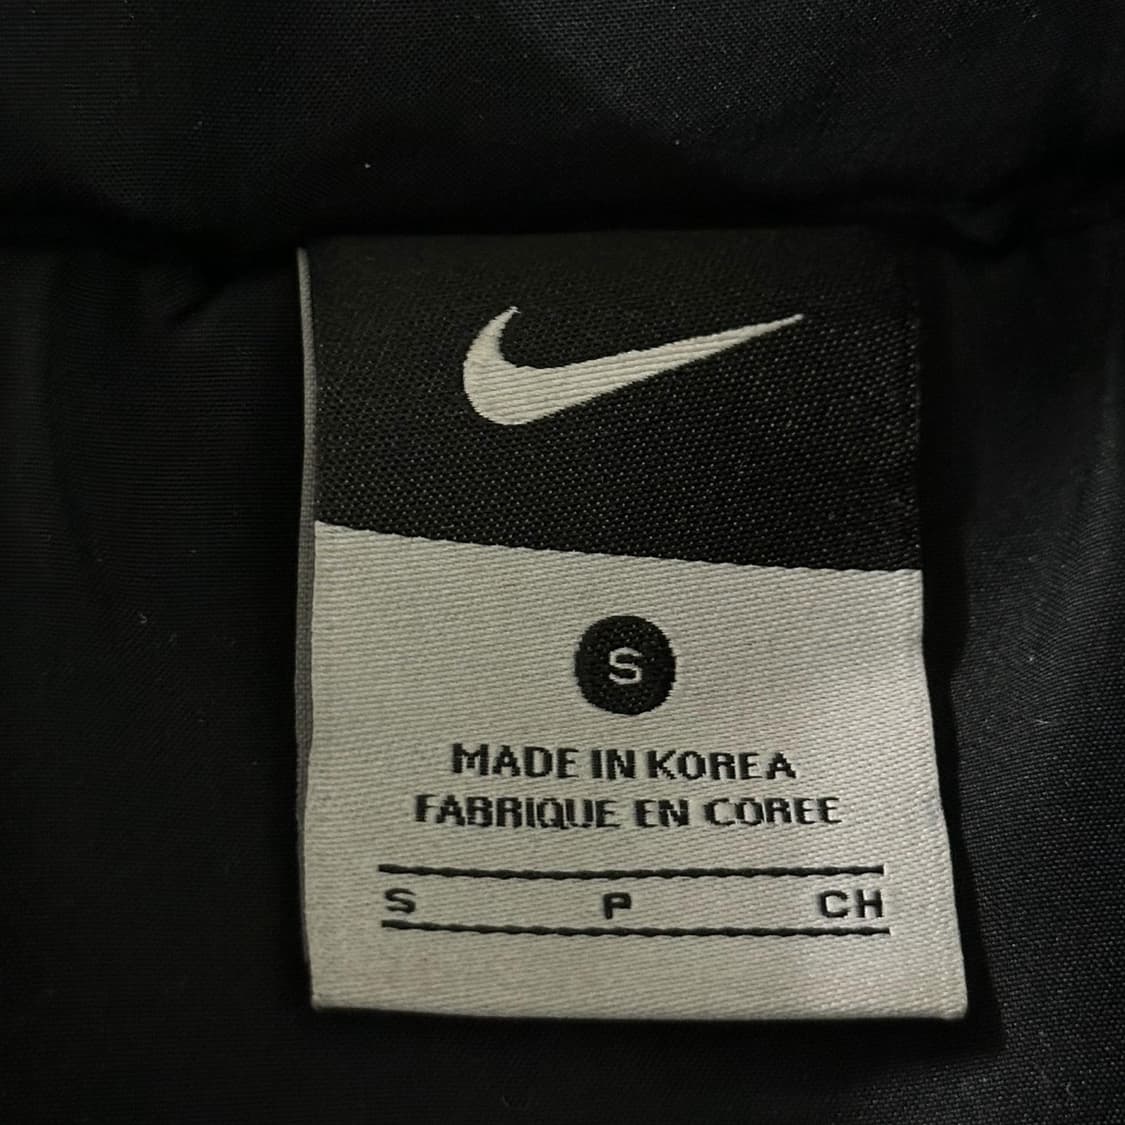 S
MADE IN KOREA
FABRIQUE EN COREE
S P CH